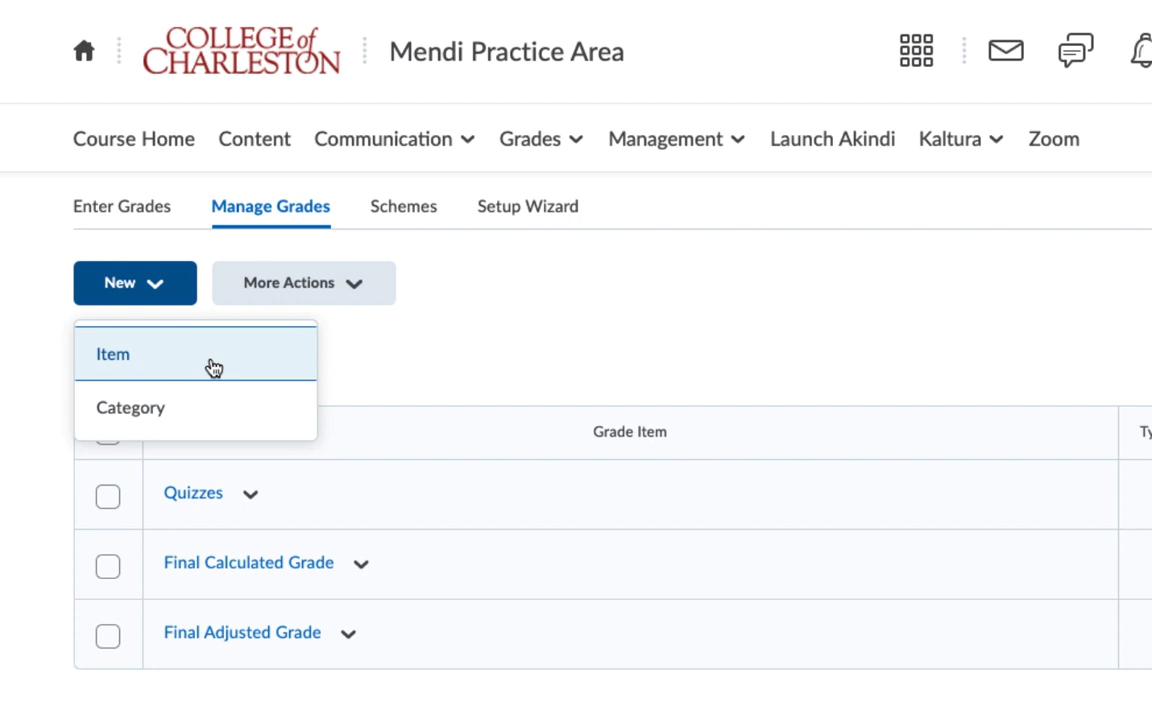 COLLEGE of
CHARLESTON
Mendi Practice Area
Course Home Content Communication Grades Management Launch Akindi Kaltura Zoom
Enter Grades Manage Grades Schemes Setup Wizard
New More Actions
Item
Category
Grade Item
Quizzes
Final Calculated Grade
Final Adjusted Grade